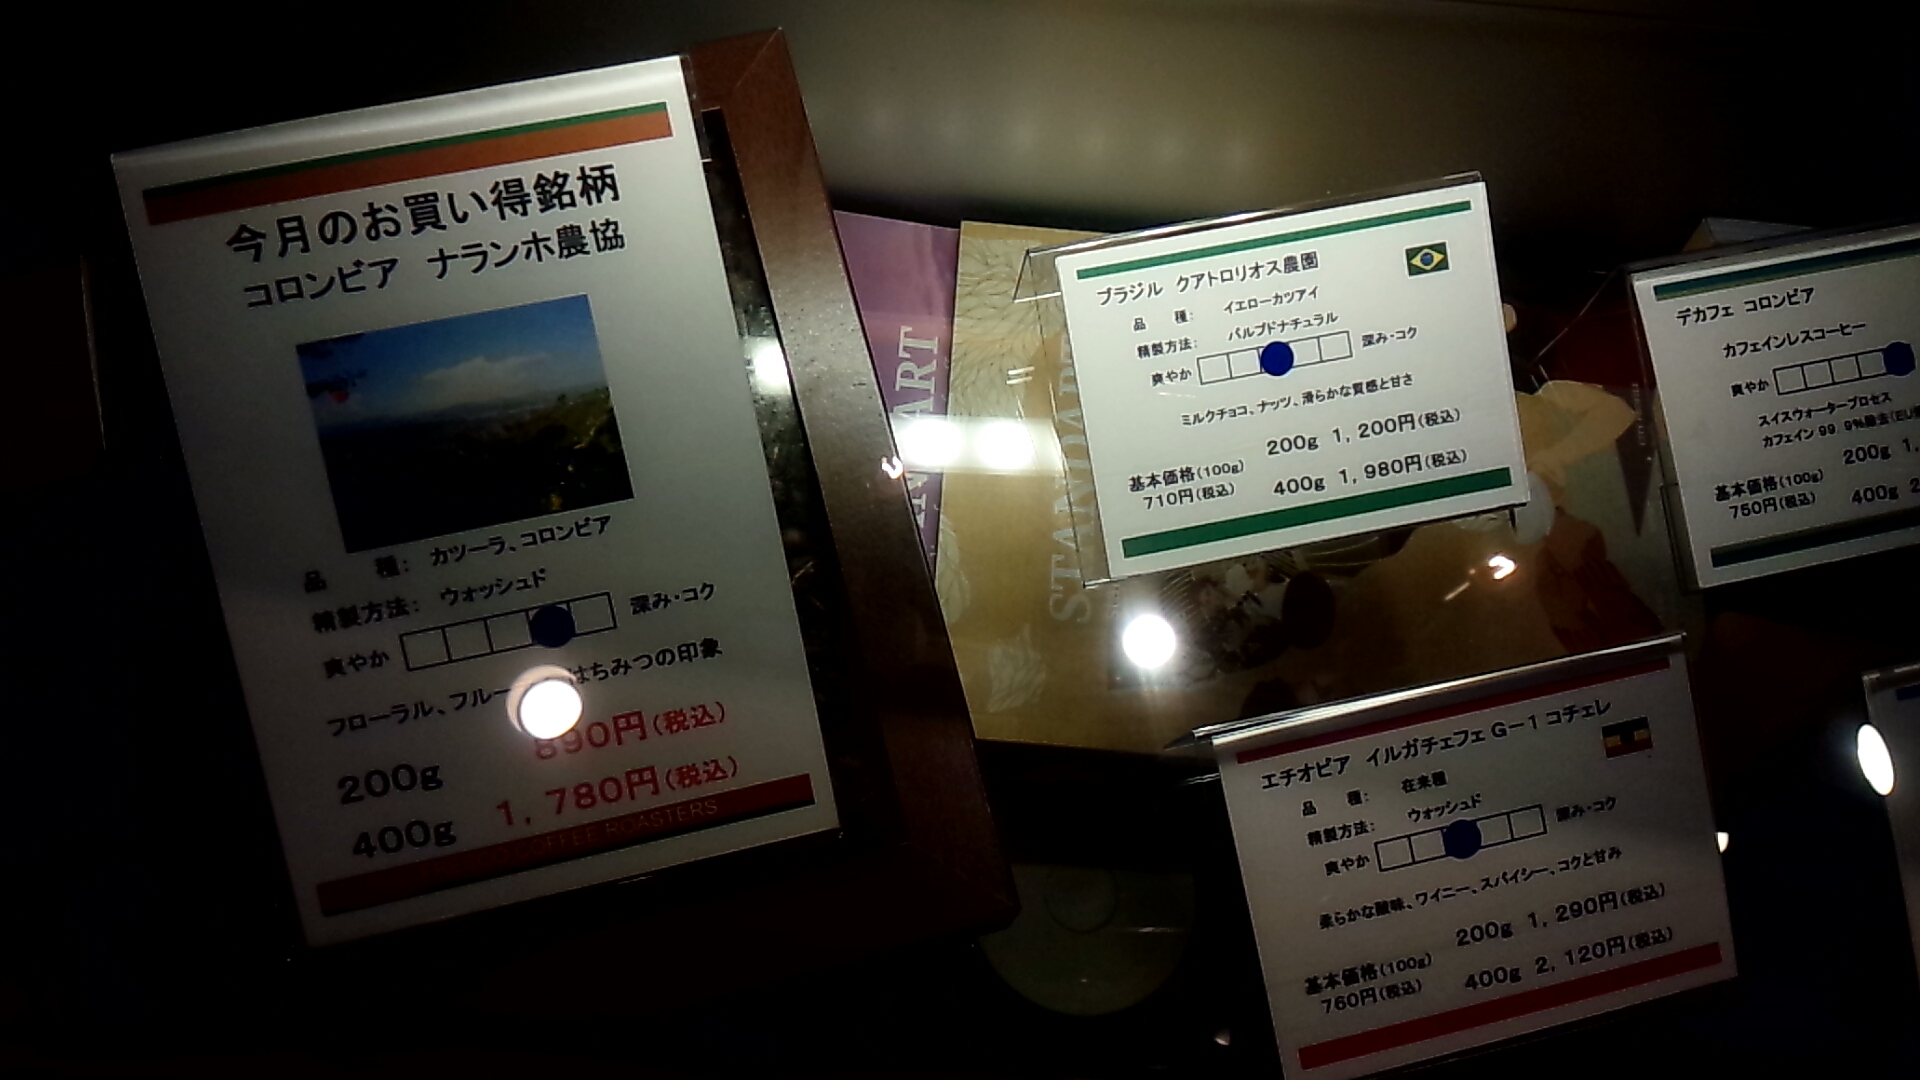 今月のお買い得銘柄
コロンビア ナランホ農協
品 種: カツーラ、コロンビア
精製方法: ウォッシュド
爽やか 深み・コク
フローラル、フルー はちみつの印象
200g 890円(税込)
400g 1,780円(税込)
COFFEE ROASTERS
STANDART
ブラジル クアトロリオス農園
品 種: イエローカツアイ
精製方法: パルプドナチュラル
爽やか 深み・コク
ミルクチョコ、ナッツ、滑らかな質感と甘さ
200g 1,200円(税込)
基本価格(100g)
710円(税込) 400g 1,980円(税込)
デカフェ コロンビア
カフェインレスコーヒー
爽やか
スイスウォータープロセス
カフェイン99.9%除去(EU
200g 1,
基本価格(100g)
750円(税込) 400g 2
エチオピア イルガチェフェ G-1 コチェレ
品 種: 在来種
精製方法: ウォッシュド
爽やか 深み・コク
柔らかな酸味、ワイニー、スパイシー、コクと甘み
200g 1,290円(税込)
基本価格(100g)
760円(税込) 400g 2,120円(税込)